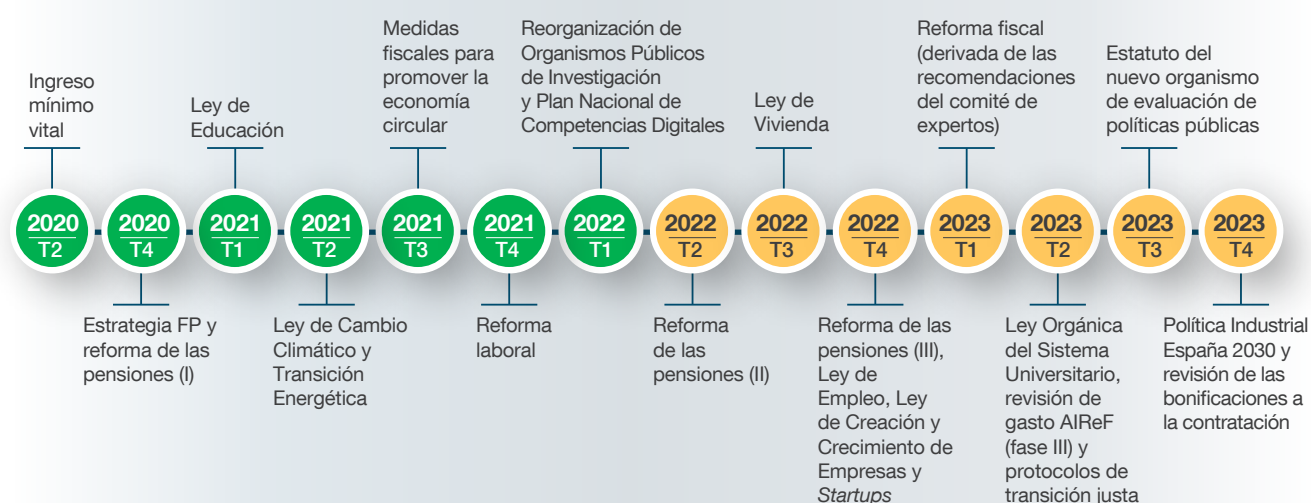 Ingreso
mínimo
vital
2020
T2
2020
T4
Estrategia FP y
reforma de las
pensiones (I)
Ley de
Educación
2021
T1
2021
T2
Ley de Cambio
Climático y
Transición
Energética
Medidas
fiscales para
promover la
economía
circular
2021
T3
2021
T4
Reforma
laboral
Reorganización de
Organismos Públicos
de Investigación
y Plan Nacional de
Competencias Digitales
2022
T1
2022
T2
Reforma
de las
pensiones (II)
Ley de
Vivienda
2022
T3
2022
T4
Reforma de las
pensiones (III),
Ley de
Empleo, Ley
de Creación y
Crecimiento de
Empresas y
Startups
Reforma fiscal
(derivada de las
recomendaciones
del comité de
expertos)
2023
T1
2023
T2
Ley Orgánica
del Sistema
Universitario,
revisión de
gasto AIReF
(fase III) y
protocolos de
transición justa
Estatuto del
nuevo organismo
de evaluación de
políticas públicas
2023
T3
2023
T4
Política Industrial
España 2030 y
revisión de las
bonificaciones a
la contratación